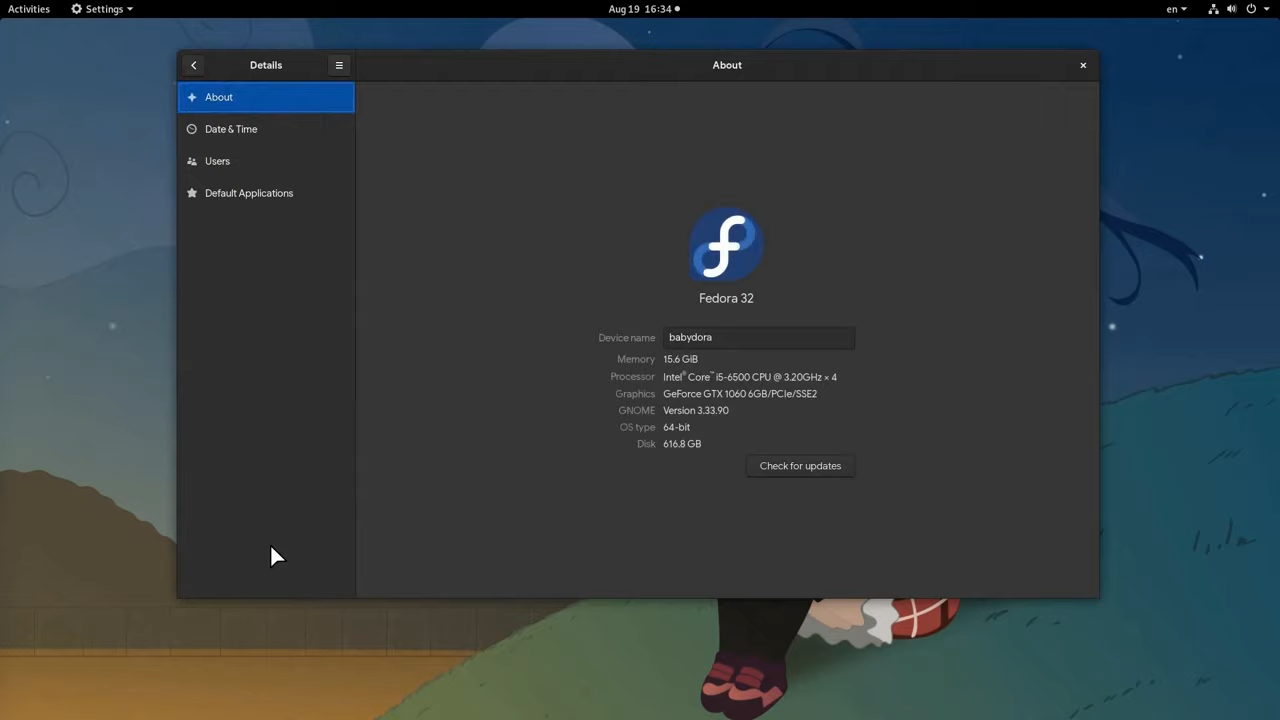 Activities Settings Aug 19 16:34 en
Details About
About
Date & Time
Users
Default Applications
Fedora 32
Device name babydora
Memory 15.6 GiB
Processor Intel® Core™ i5-6500 CPU @ 3.20GHz × 4
Graphics GeForce GTX 1060 6GB/PCIe/SSE2
GNOME Version 3.33.90
OS type 64-bit
Disk 616.8 GB
Check for updates